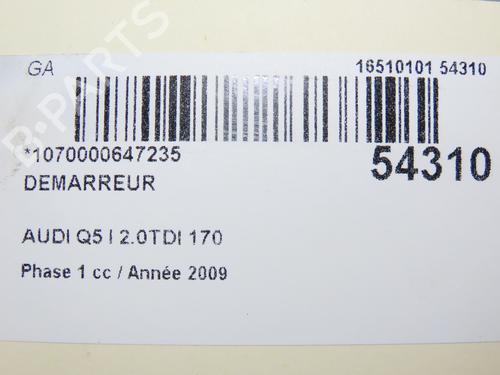 GA
16510101 54310
*1070000647235
54310
DEMARREUR
AUDI Q5 I 2.0TDI 170
Phase 1 cc / Année 2009
B-PARTS